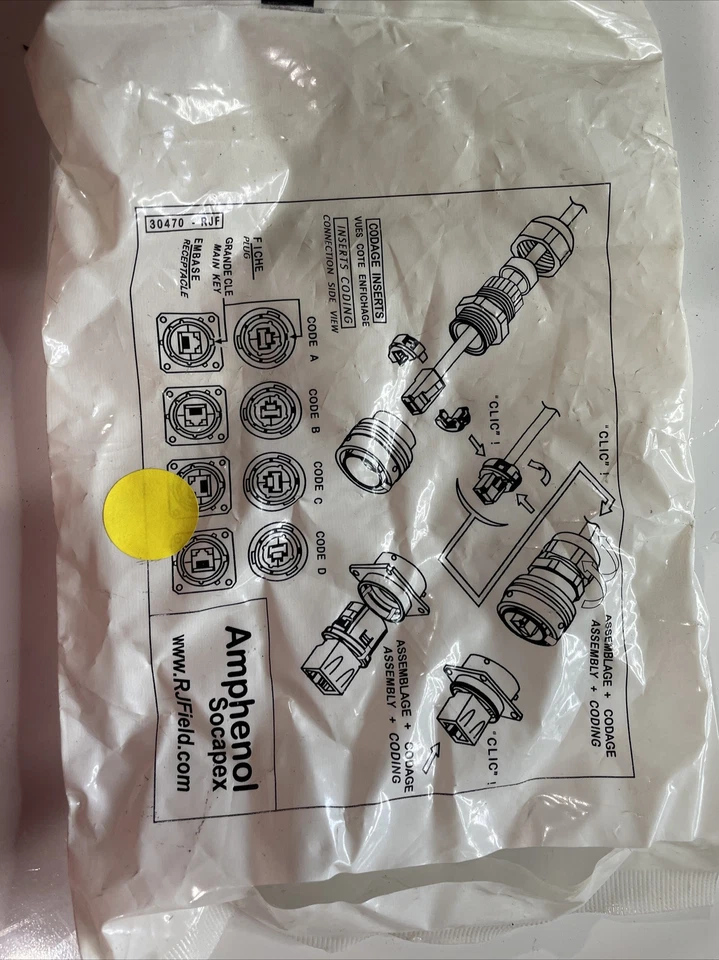 "CLIC" !
ASSEMBLAGE + CODAGE
ASSEMBLY + CODING
"CLIC" !
"CLIC" !
ASSEMBLAGE + CODAGE
ASSEMBLY + CODING
CODAGE INSERTS
VUES COTE ENFICHAGE
INSERTS CODING
CONNECTION SIDE VIEW
CODE A
CODE B
CODE C
CODE D
FICHE
PLUG
GRANDE CLE
MAIN KEY
EMBASE
RECEPTACLE
30470 - RJF
Amphenol
Socapex
www.RJField.com